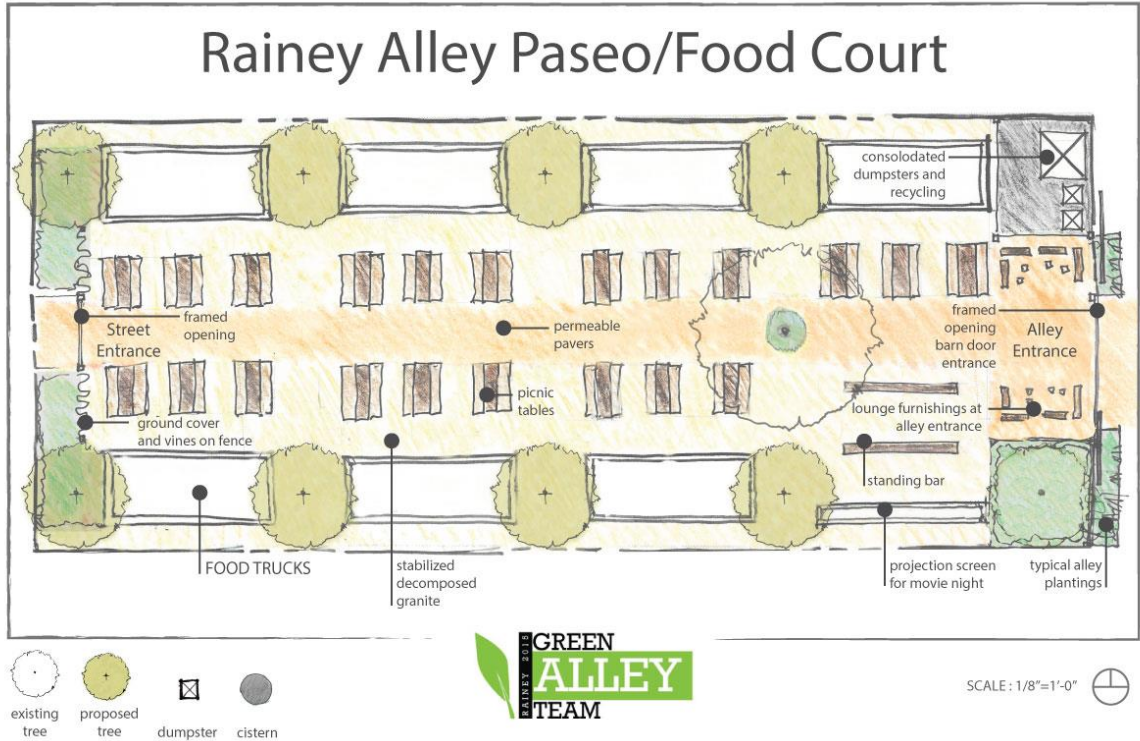 Rainey Alley Paseo/Food Court
consolodated
dumpsters and
recycling
framed
opening
Street
Entrance
permeable
pavers
framed
opening
barn door
entrance
Alley
Entrance
picnic
tables
ground cover
and vines on fence
lounge furnishings at
alley entrance
standing bar
FOOD TRUCKS
stabilized
decomposed
granite
projection screen
for movie night
typical alley
plantings
existing
tree
proposed
tree
dumpster
cistern
RAINEY 2015
GREEN
ALLEY
TEAM
SCALE : 1/8"=1'-0"